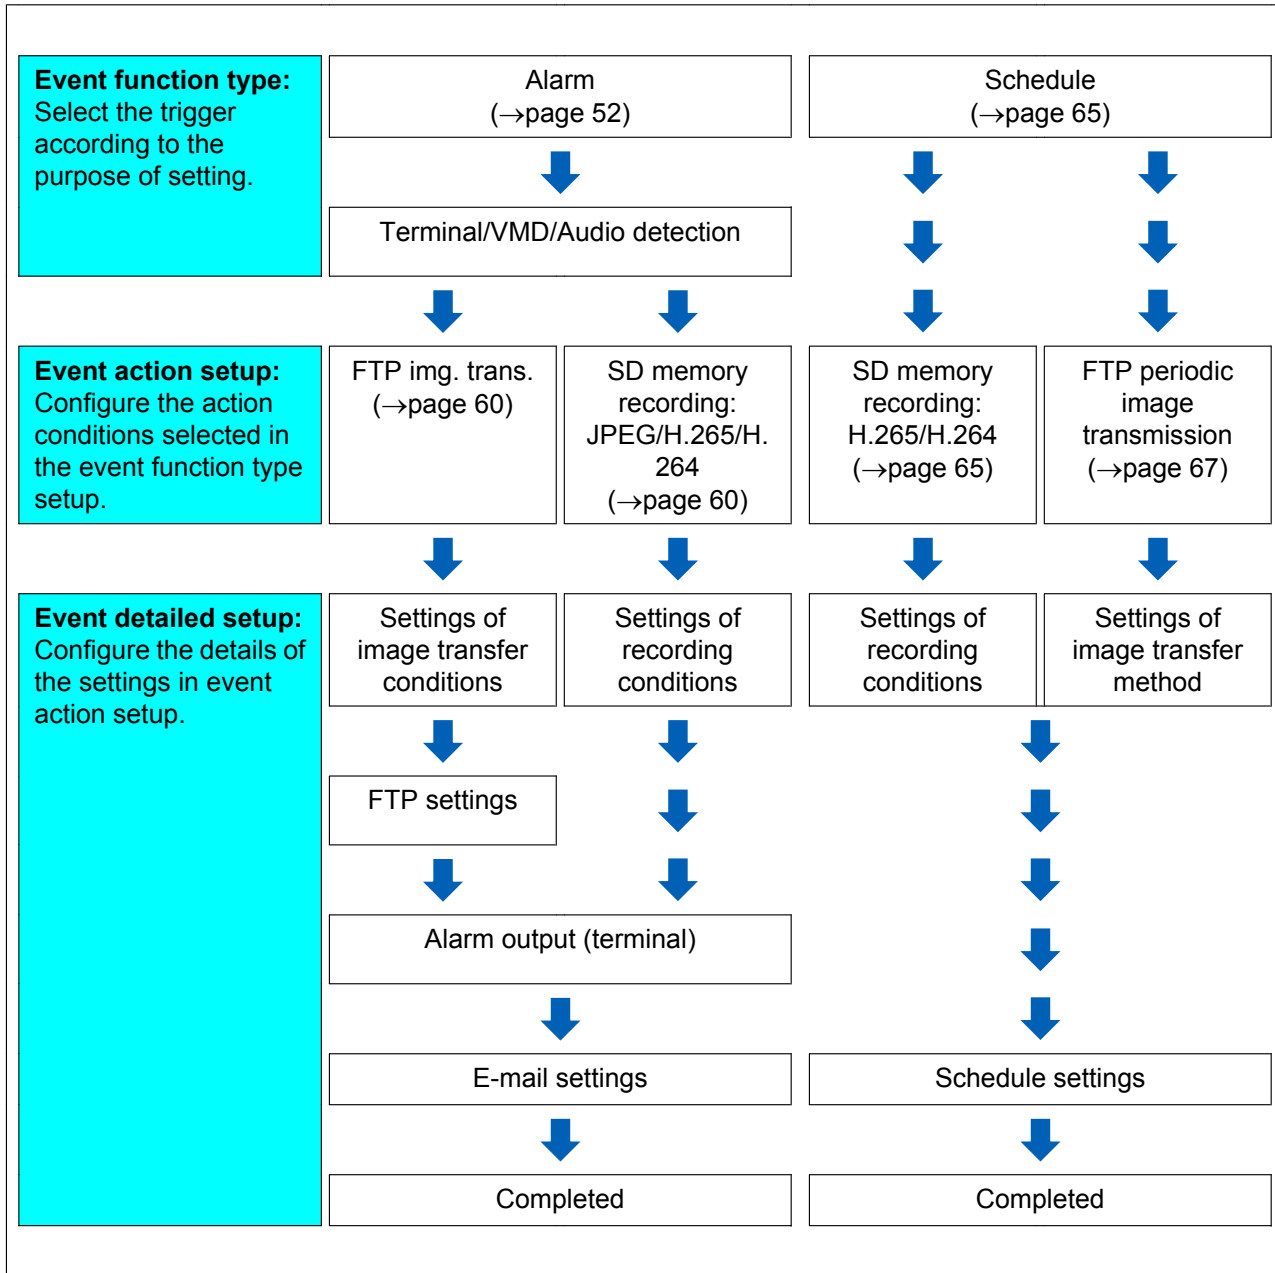 Event function type:
Select the trigger
according to the
purpose of setting.
Alarm
(→page 52)
Schedule
(→page 65)
Terminal/VMD/Audio detection
Event action setup:
Configure the action
conditions selected in
the event function type
setup.
FTP img. trans.
(→page 60)
SD memory
recording:
JPEG/H.265/H.
264
(→page 60)
SD memory
recording:
H.265/H.264
(→page 65)
FTP periodic
image
transmission
(→page 67)
Event detailed setup:
Configure the details of
the settings in event
action setup.
Settings of
image transfer
conditions
Settings of
recording
conditions
Settings of
recording
conditions
Settings of
image transfer
method
FTP settings
Alarm output (terminal)
E-mail settings
Schedule settings
Completed
Completed